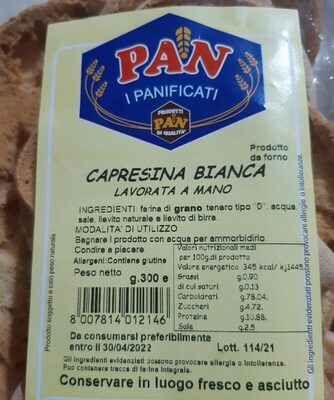 PAN
I PANIFICATI
PRODOTTI
PAN
DI QUALITA'
Prodotto
da forno
CAPRESINA BIANCA
LAVORATA A MANO
INGREDIENTI: farina di grano tenero tipo "0", acqua,
sale, lievito naturale e lievito di birra.
MODALITA' DI UTILIZZO
Bagnare l prodotto con acqua per ammorbidirlo
Condire a piacere.
Allergeni:Contiene glutine
Peso netto
g.300 e
Valori nutrizionali medi
per 100g.di prodotto
Valore energetico 345 kcal/ kj1445.
Grassi g.0.90
di cui saturi g.0.13
Carboidrati g.78.04.
Zuccheri g.4.72.
Proteine g.10.88.
Sale g.2.5
8 007814 012146
Da consumarsi preferibilmente
entro il 30/04/2022
Lott. 114/21
Gli ingredienti evidenziati possono provocare allergie o intolleranze.
Può contenere tracce di farina integrale.
Conservare in luogo fresco e asciutto
Prodotto soggetto a calo peso naturale
Gli ingredienti evidenziati possono provocare allergie o intolleranze.